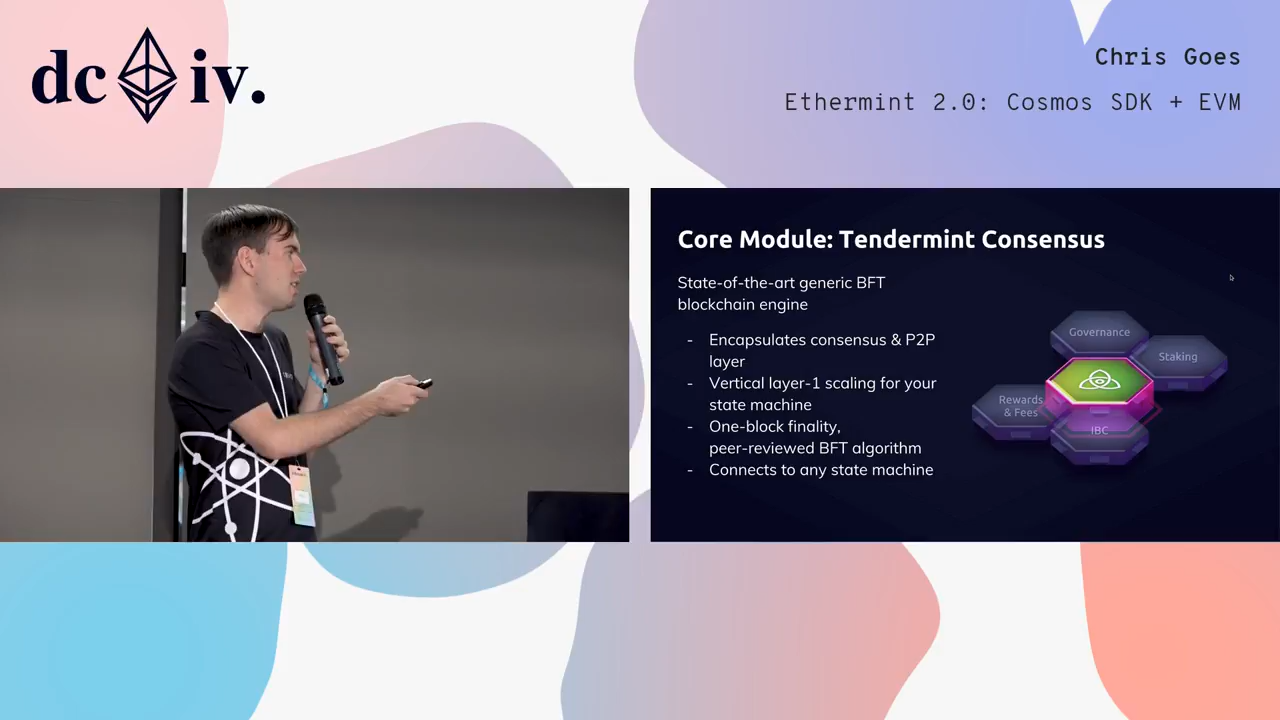 dc iv.
Chris Goes
Ethermint 2.0: Cosmos SDK + EVM
Core Module: Tendermint Consensus
State-of-the-art generic BFT
blockchain engine
- Encapsulates consensus & P2P
layer
- Vertical layer-1 scaling for your
state machine
- One-block finality,
peer-reviewed BFT algorithm
- Connects to any state machine
Governance
Staking
Rewards
& Fees
IBC